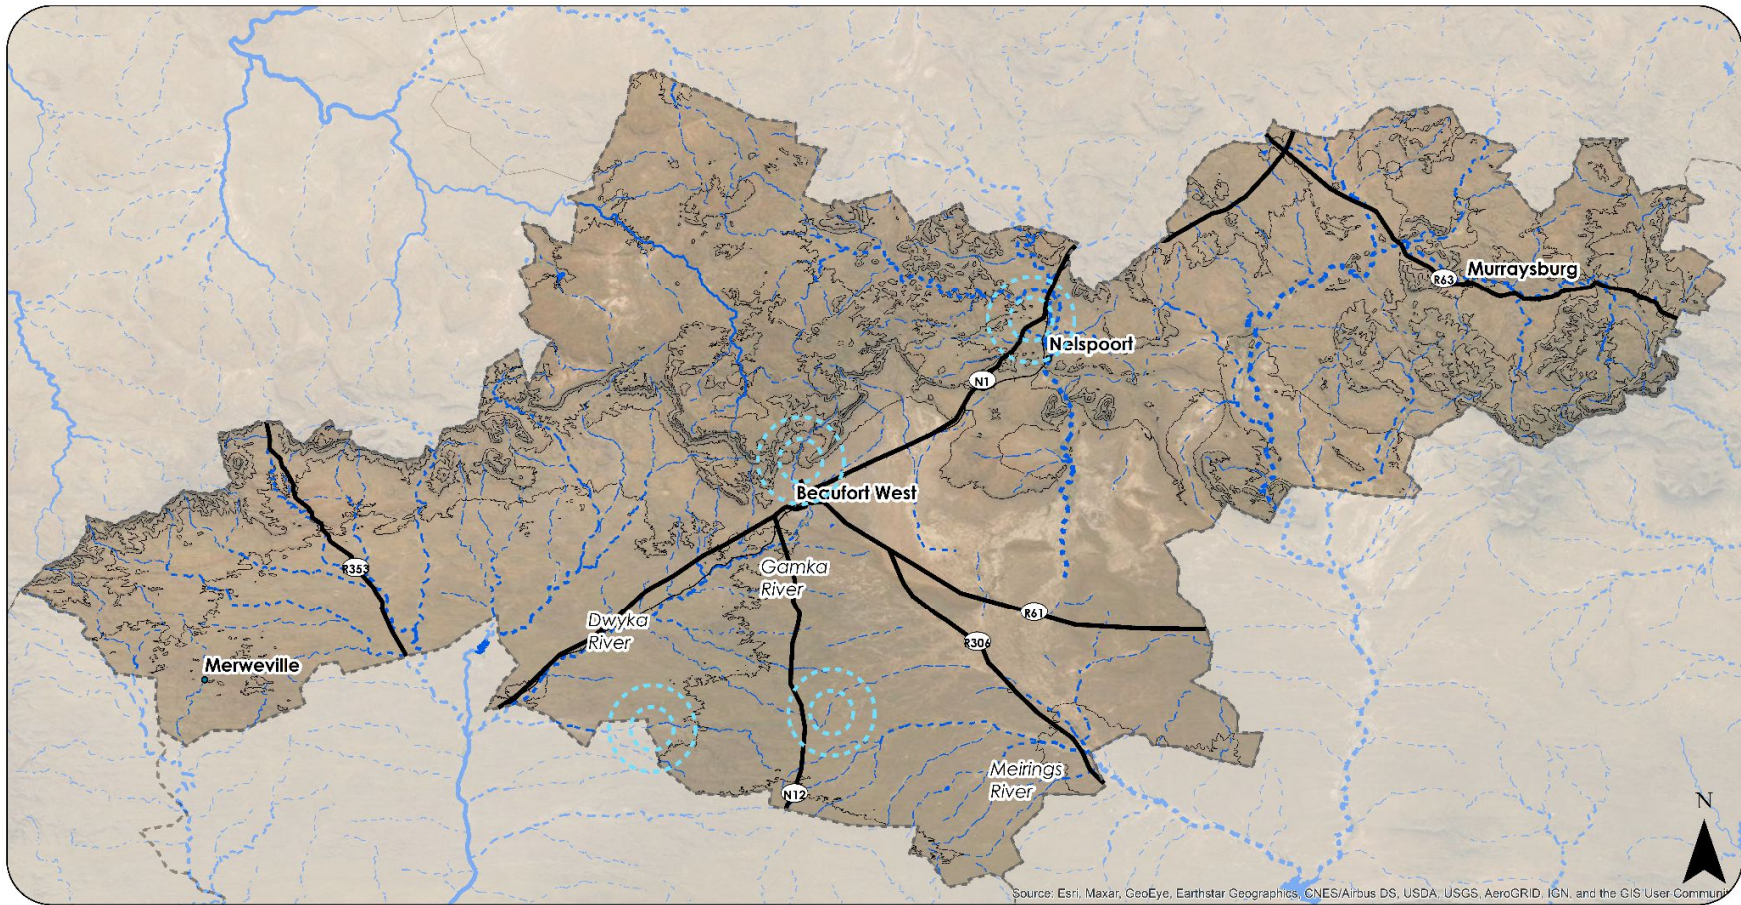 R63
Murraysburg
Nelspoort
N1
Beaufort West
Gamka
River
R353
Dwyka
River
R61
R306
Merweville
Meirings
River
N12
N
Source: Esri, Maxar, GeoEye, Earthstar Geographics, CNES/Airbus DS, USDA, USGS, AeroGRID, IGN, and the GIS User Communi